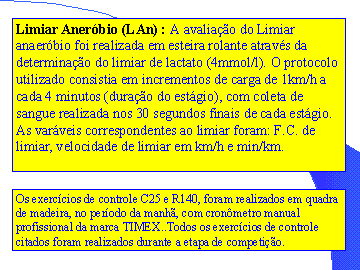 Limiar Aneróbio (LAn) : A avaliação do Limiar
anaeróbio foi realizada em esteira rolante através da
determinação do limiar de lactato (4mmol/l). O protocolo
utilizado consistia em incrementos de carga de 1km/h a
cada 4 minutos (duração do estágio), com coleta de
sangue realizada nos 30 segundos finais de cada estágio.
As varáveis correspondentes ao limiar foram: F.C. de
limiar, velocidade de limiar em km/h e min/km.
Os exercícios de controle C25 e R140, foram realizados em quadra
de madeira, no período da manhã, com cronômetro manual
profissional da marca TIMEX..Todos os exercícios de controle
citados foram realizados durante a etapa de competição.